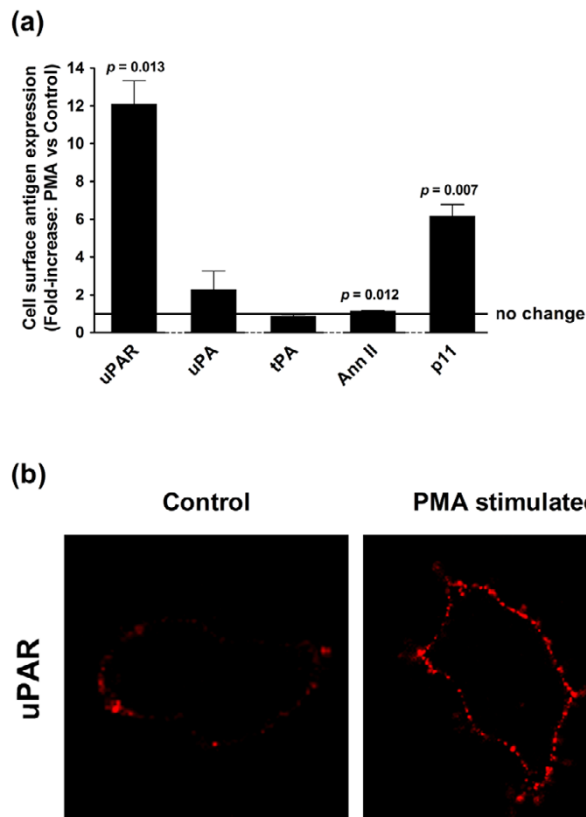 (a)
Cell surface antigen expression
(Fold-increase: PMA vs Control)
14
12
10
8
6
4
2
0
p = 0.013
p = 0.012
p = 0.007
no change
uPAR
uPA
tPA
Ann II
p11
(b)
Control
PMA stimulated
uPAR